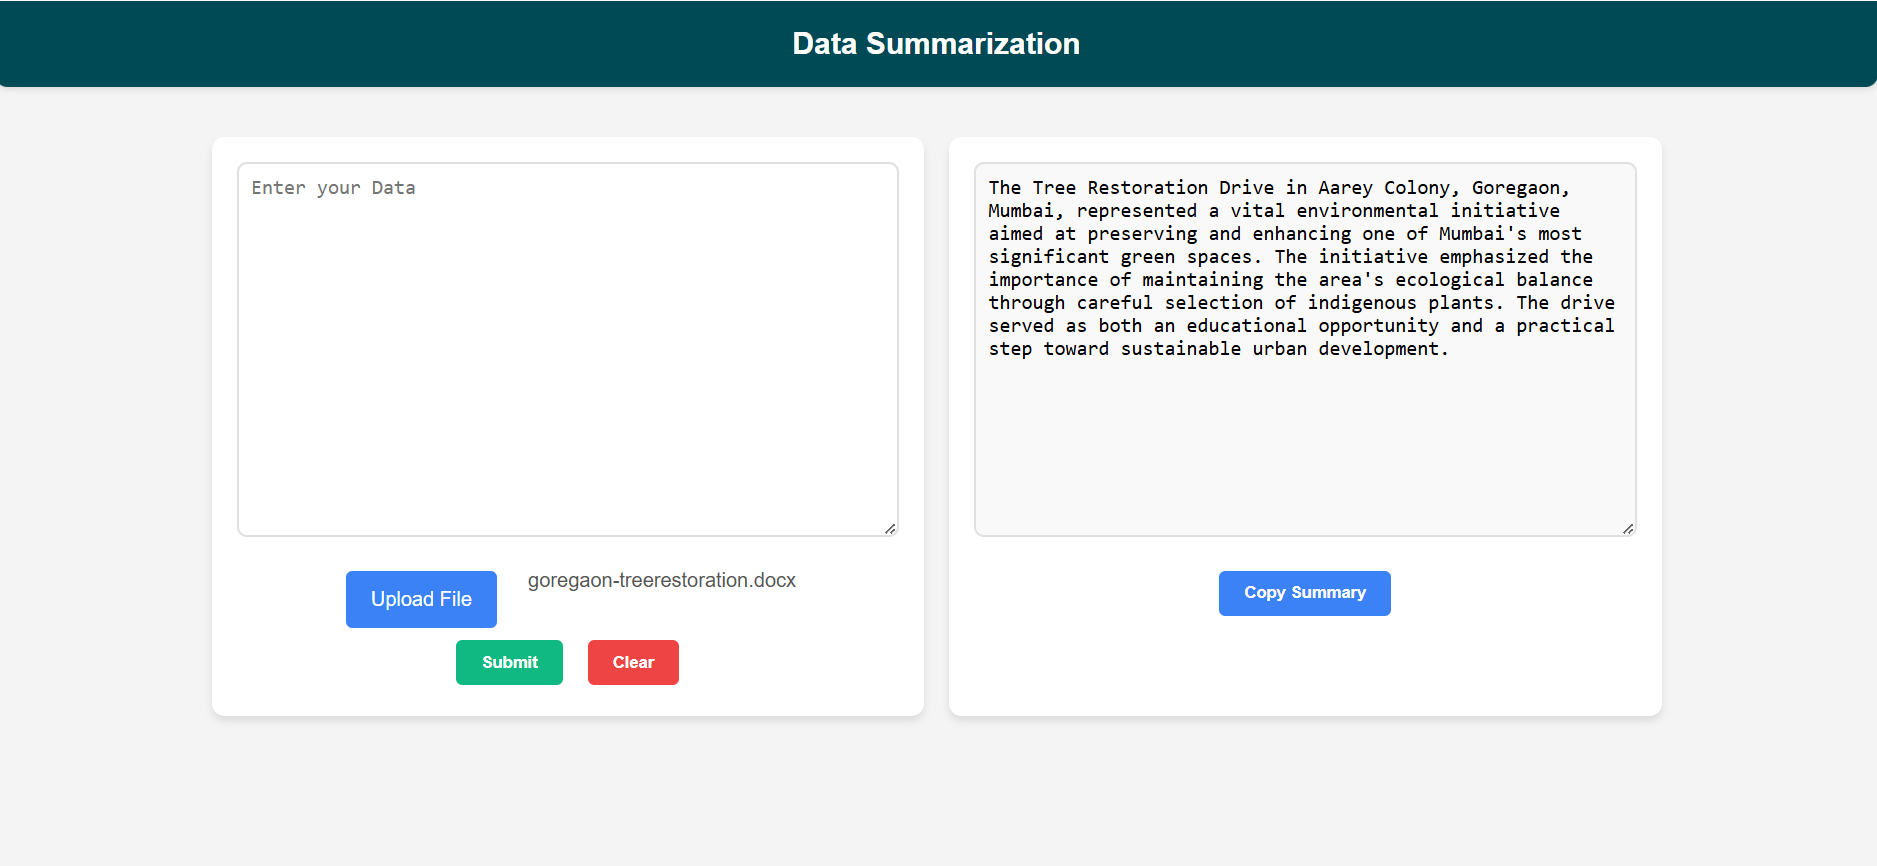 Data Summarization
Enter your Data
goregaon-treerestoration.docx
Upload File
Submit
Clear
The Tree Restoration Drive in Aarey Colony, Goregaon,
Mumbai, represented a vital environmental initiative
aimed at preserving and enhancing one of Mumbai's most
significant green spaces. The initiative emphasized the
importance of maintaining the area's ecological balance
through careful selection of indigenous plants. The drive
served as both an educational opportunity and a practical
step toward sustainable urban development.
Copy Summary